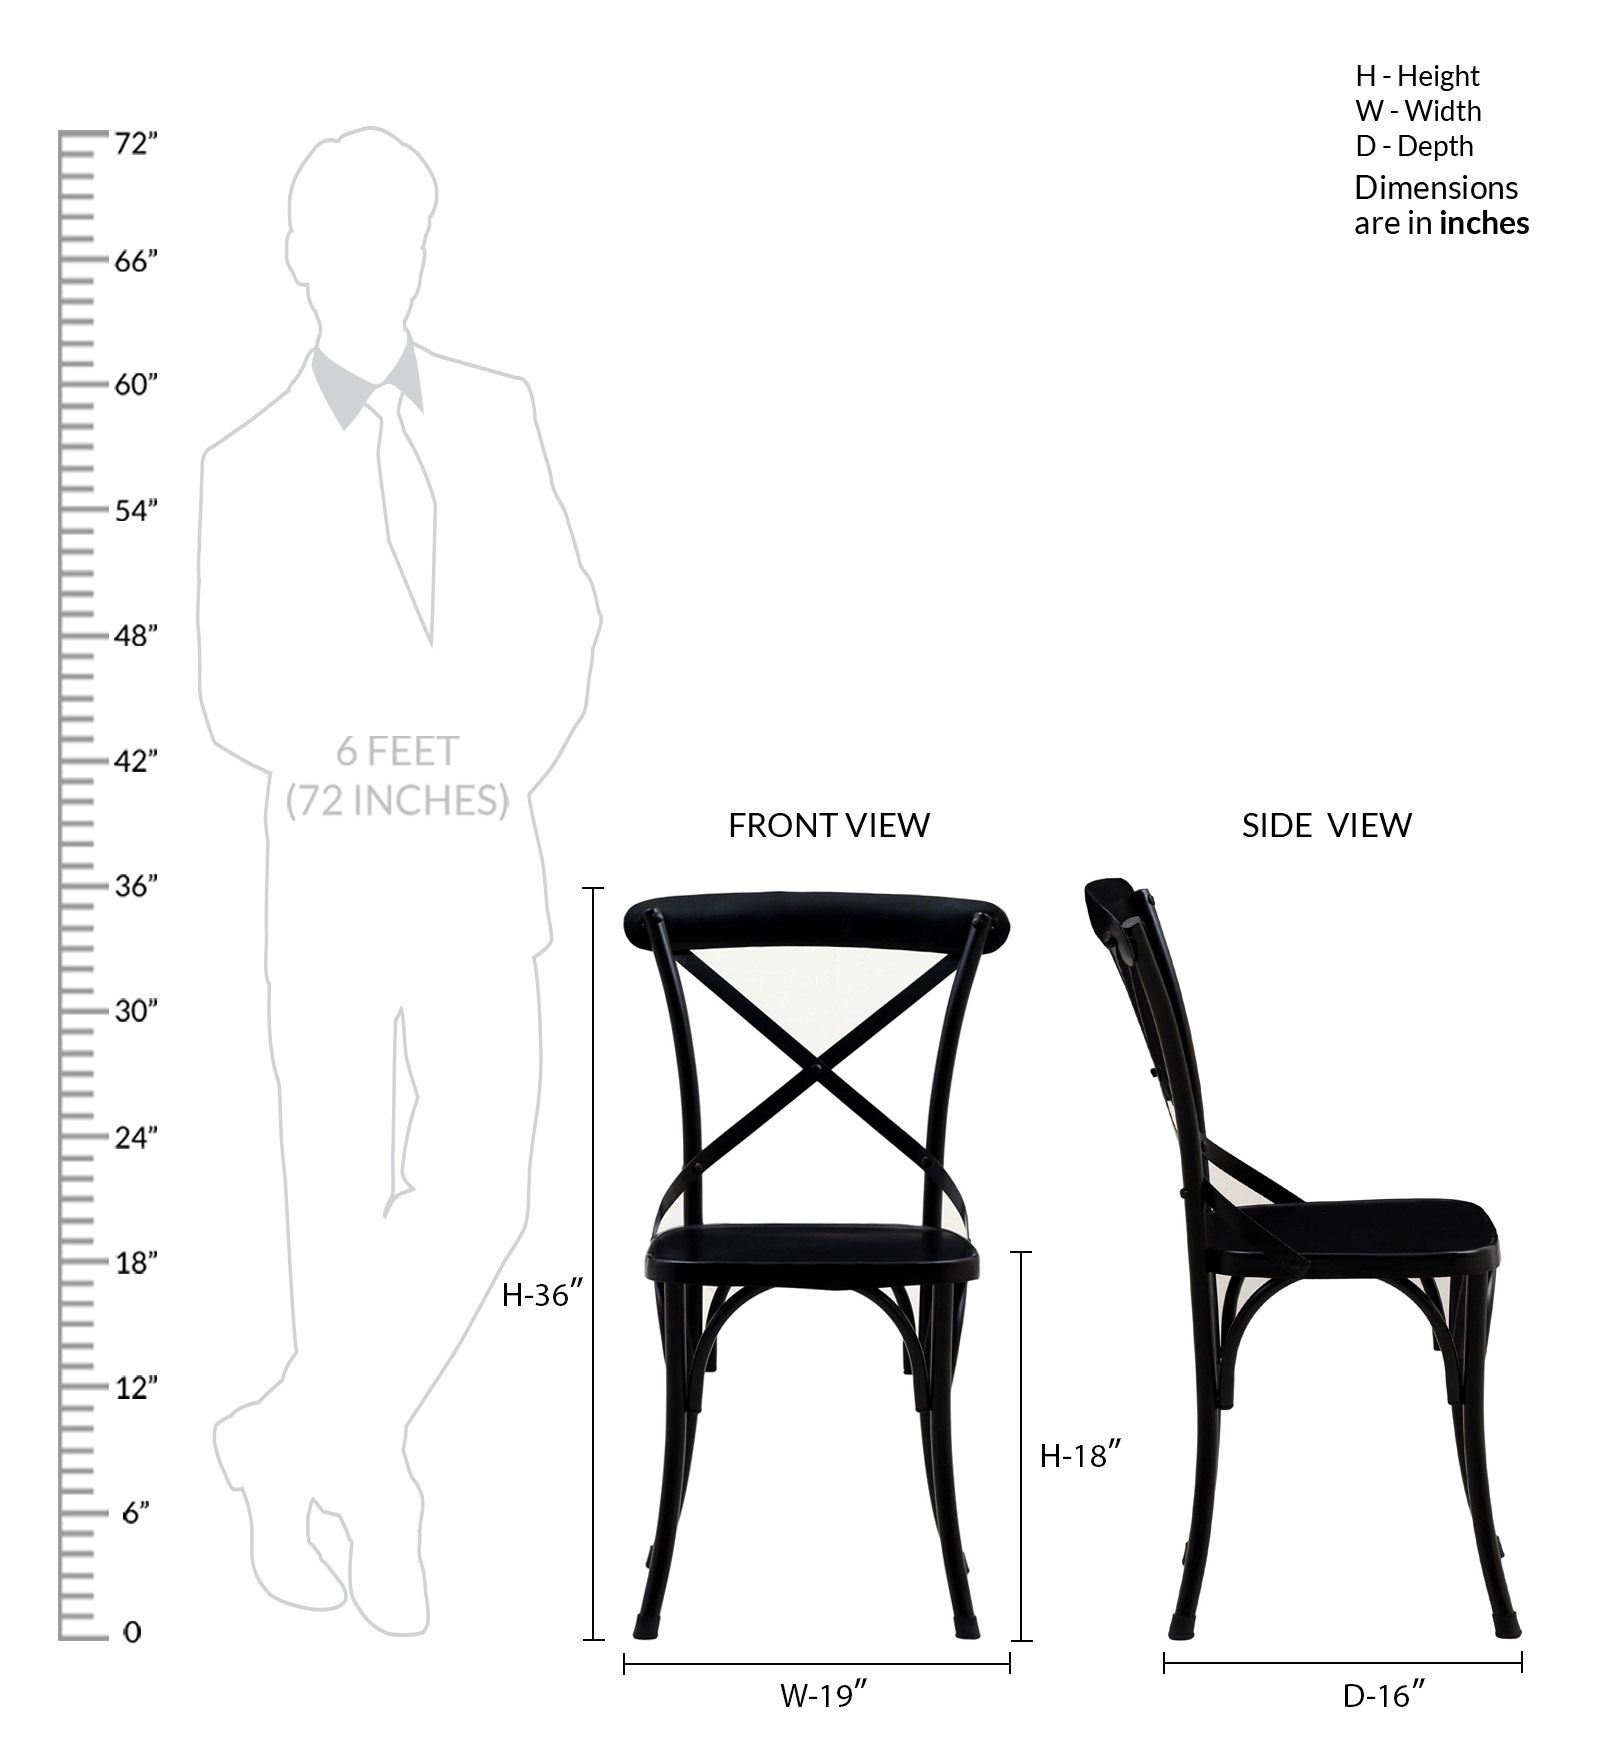 H - Height
W - Width
D - Depth
Dimensions
are in inches
72”
66”
60”
54”
48”
42”
36”
30”
24”
18”
12”
6”
0
6 FEET
(72 INCHES)
FRONT VIEW
SIDE VIEW
H-36”
H-18”
W-19”
D-16”